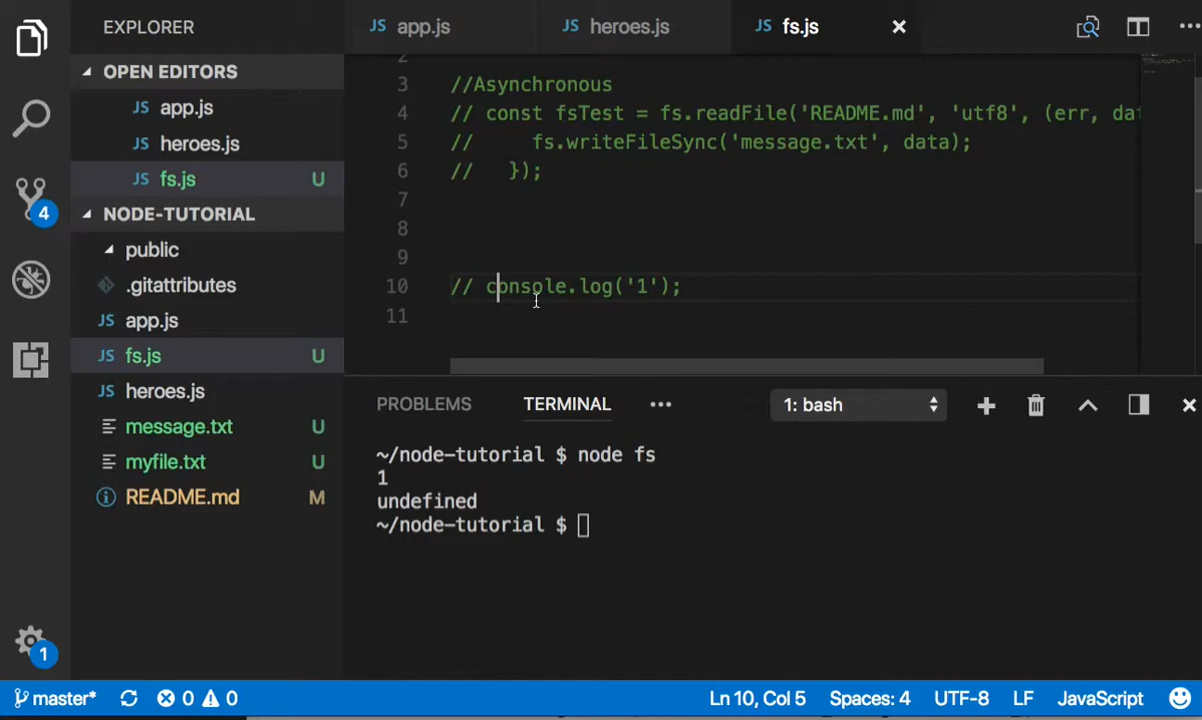 EXPLORER
OPEN EDITORS
JS app.js
JS heroes.js
JS fs.js U
NODE-TUTORIAL
public
.gitattributes
JS app.js
JS fs.js U
JS heroes.js
message.txt U
myfile.txt U
README.md M
4
1
JS app.js JS heroes.js JS fs.js
2
3 //Asynchronous
4 // const fsTest = fs.readFile('README.md', 'utf8', (err, dat
5 // fs.writeFileSync('message.txt', data);
6 // });
7
8
9
10 // console.log('1');
11
PROBLEMS TERMINAL ••• 1: bash
~/node-tutorial $ node fs
1
undefined
~/node-tutorial $
master* 0 0 Ln 10, Col 5 Spaces: 4 UTF-8 LF JavaScript